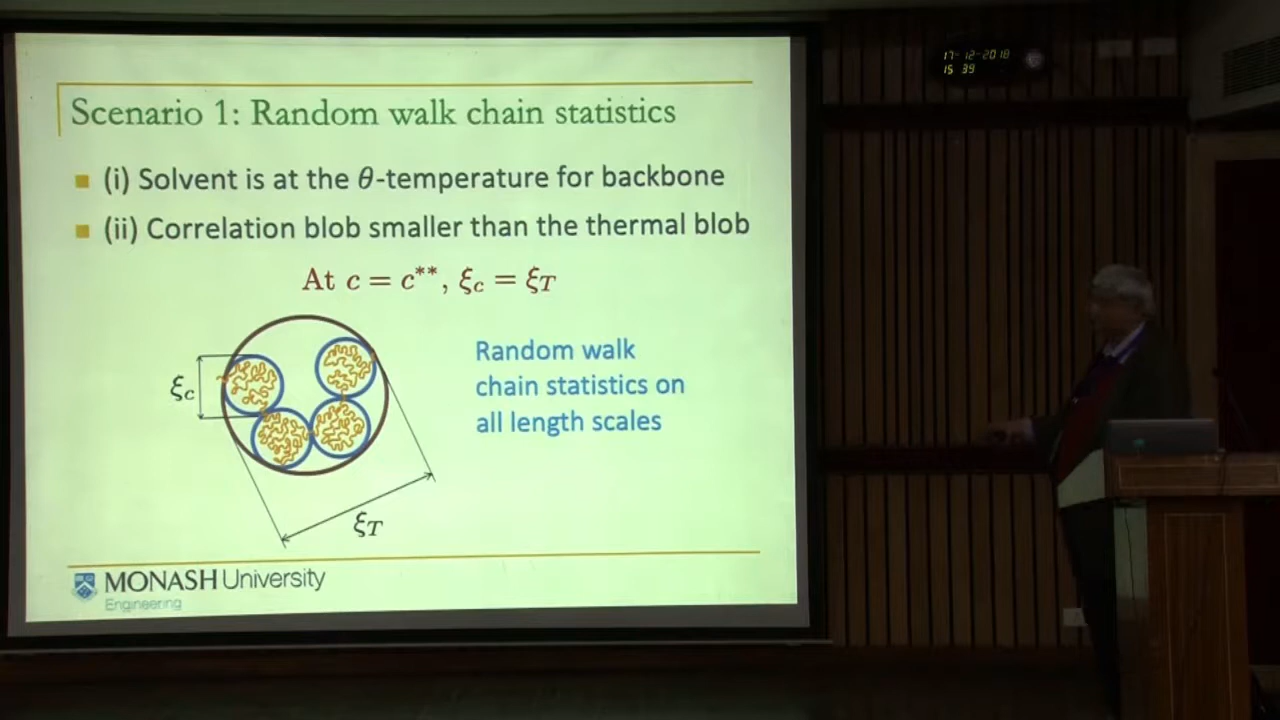 17-12-2018
15 39
Scenario 1: Random walk chain statistics
(i) Solvent is at the θ-temperature for backbone
(ii) Correlation blob smaller than the thermal blob
At c = c**, ξc = ξT
ξc
Random walk
chain statistics on
all length scales
ξT
MONASH University
Engineering